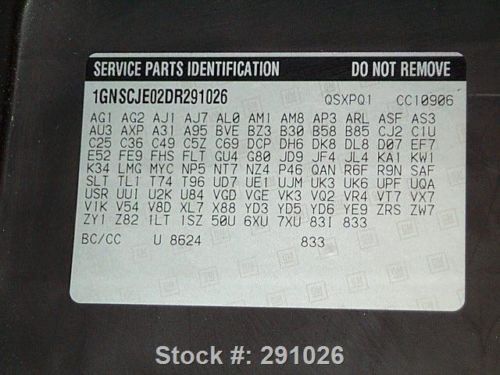 SERVICE PARTS IDENTIFICATION DO NOT REMOVE
1GNSCJE02DR291026 QSXPQ1 CC10906
AG1 AG2 AJ1 AJ7 AL0 AM1 AM8 AP3 ARL ASF AS3
AU3 AXP A31 A95 BVE BZ3 B30 B58 B85 CJ2 C1U
C25 C36 C49 C5Z C69 DCP DH6 DK8 DL8 D07 EF7
E52 FE9 FHS FLT GU4 G80 JD9 JF4 JL4 KA1 KW1
K34 LMG MYC NP5 NT7 NZ4 P46 QAN R6F R9N SAF
SLT TL1 T74 T96 UD7 UE1 UJM UK3 UK6 UPF UQA
USR UUI U2K U84 VGD VGE VK3 VQ2 VR4 VT7 VX7
V1K V54 V8D XL7 X88 YD3 YD5 YD6 YE9 ZRS ZW7
ZY1 Z82 1LT 1SZ 50U 6XU 7XU 83I 833
BC/CC U 8624 833
Stock #: 291026